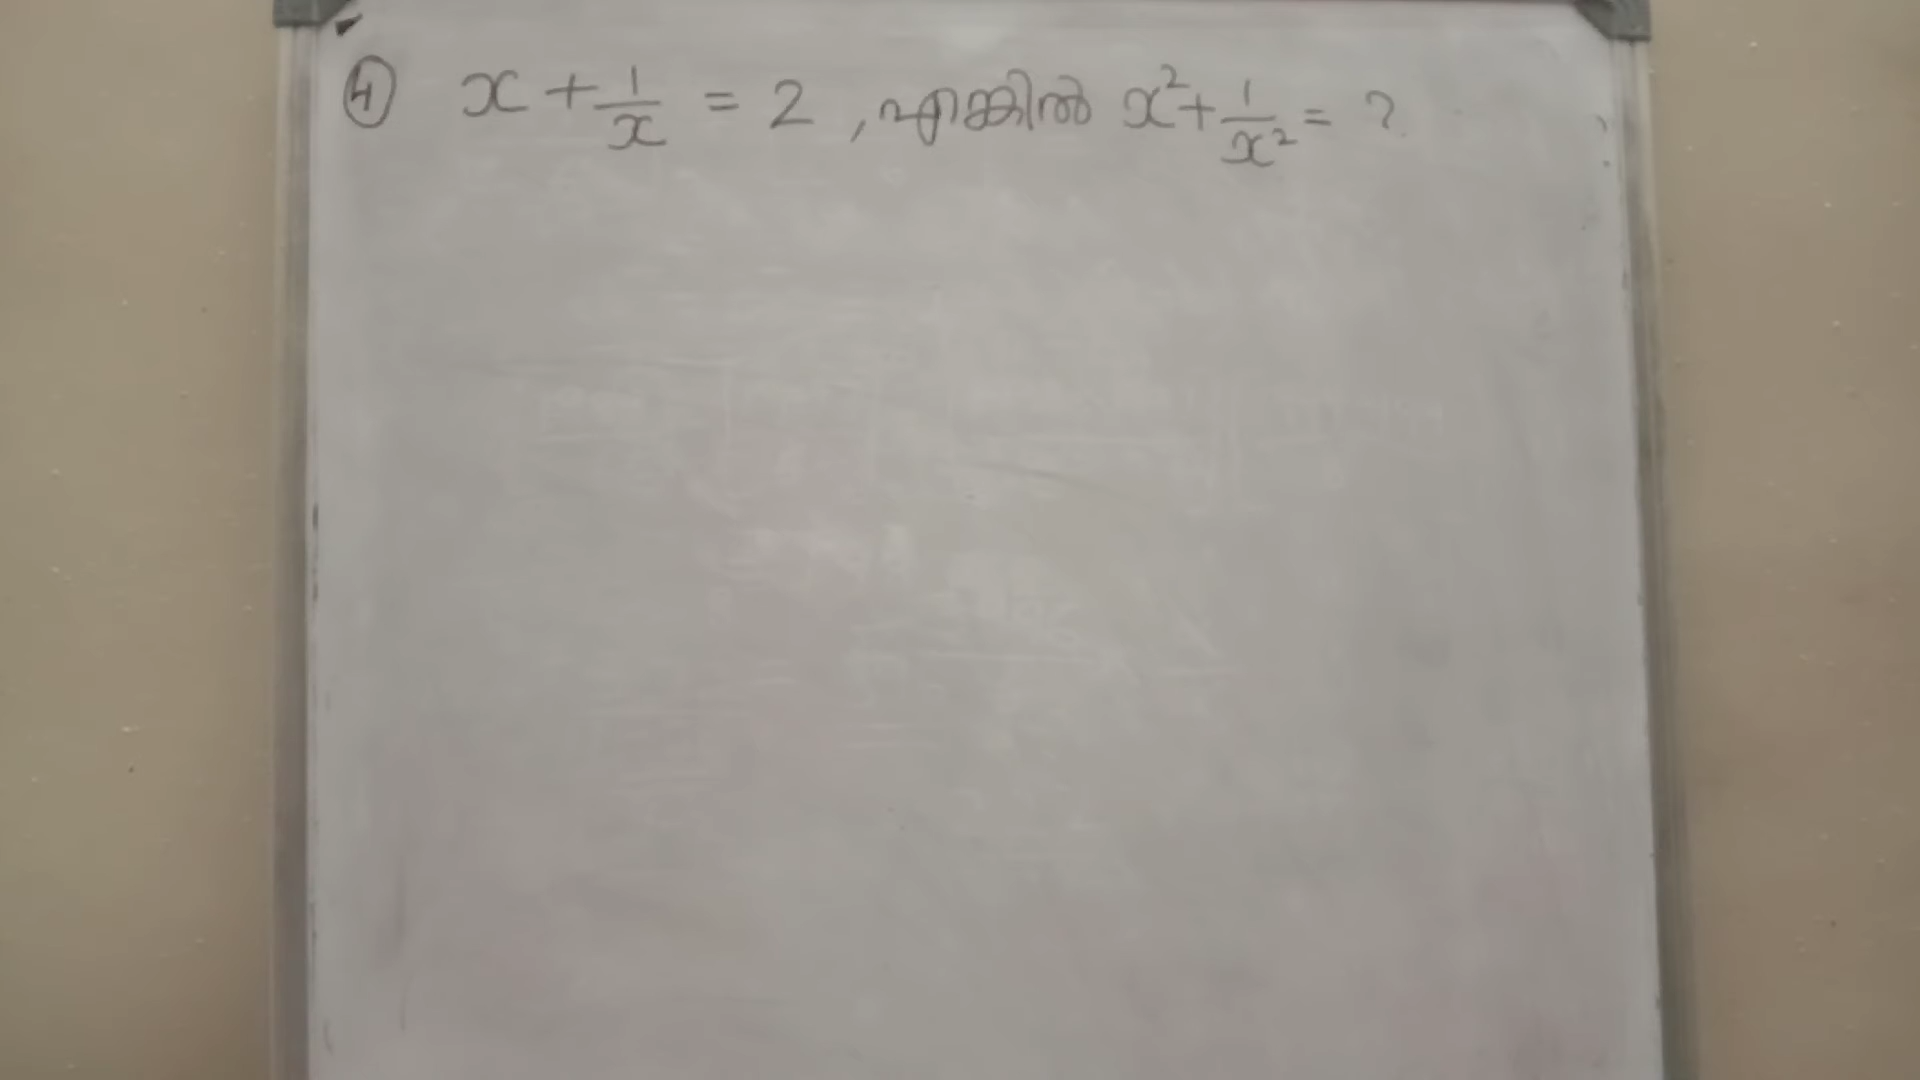 ④ x + 1/x = 2 , എങ്കിൽ x² + 1/x² = ?